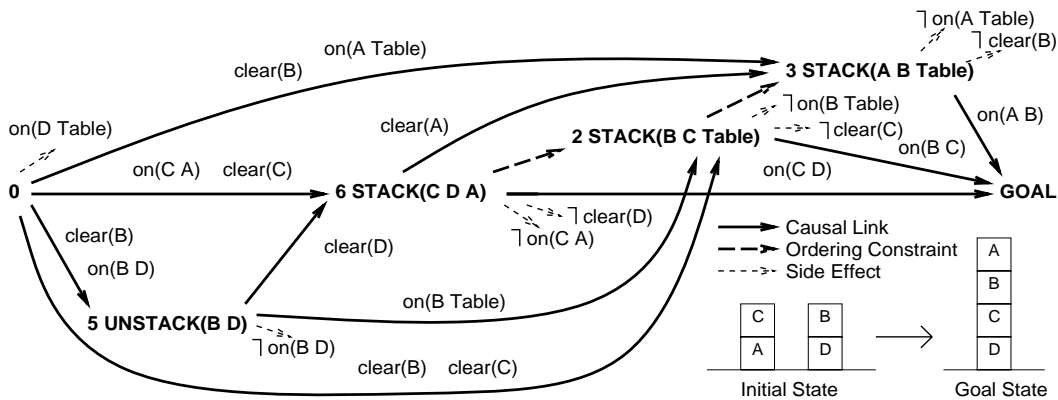 ¬on(A Table)
¬clear(B)
on(A Table)
clear(B)
3 STACK(A B Table)
¬on(B Table)
on(D Table)
clear(A)
2 STACK(B C Table)
¬clear(C)
on(A B)
on(B C)
on(C A) clear(C)
on(C D)
0
6 STACK(C D A)
GOAL
¬clear(D)
¬on(C A)
clear(B)
on(B D)
clear(D)
Causal Link
Ordering Constraint
Side Effect
on(B Table)
5 UNSTACK(B D)
¬on(B D)
clear(B) clear(C)
C
A
B
D
A
B
C
D
Initial State
Goal State